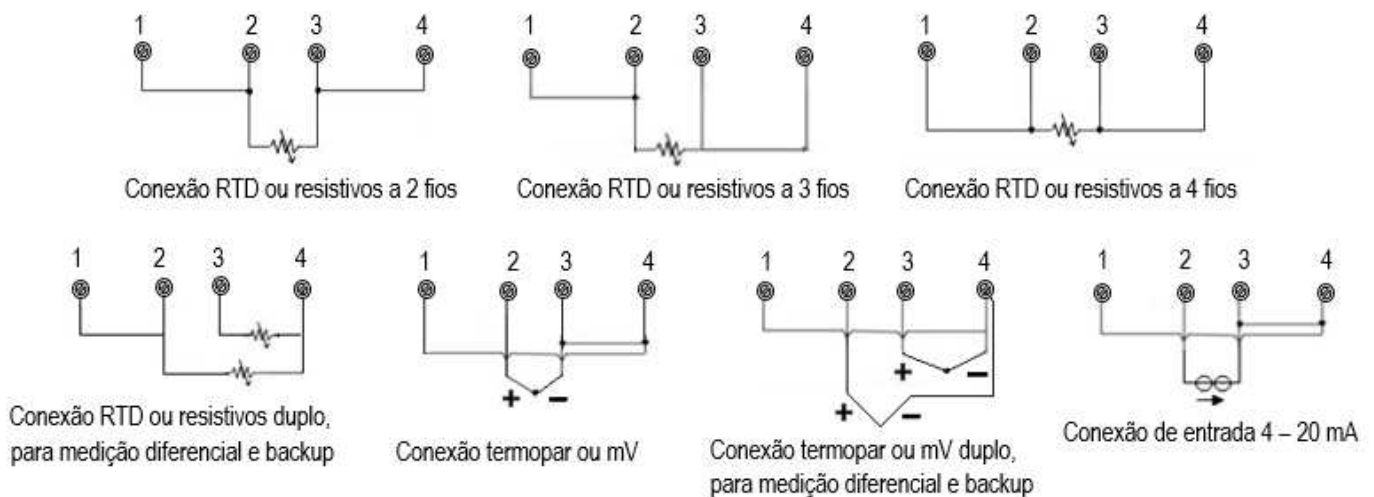 1 2 3 4
1 2 3 4
1 2 3 4
Conexão RTD ou resistivos a 2 fios
Conexão RTD ou resistivos a 3 fios
Conexão RTD ou resistivos a 4 fios
1 2 3 4
+ −
+ −
Conexão RTD ou resistivos duplo,
para medição diferencial e backup
1 2 3 4
+ −
Conexão termopar ou mV
1 2 3 4
Conexão termopar ou mV duplo,
para medição diferencial e backup
1 2 3 4
Conexão de entrada 4 – 20 mA